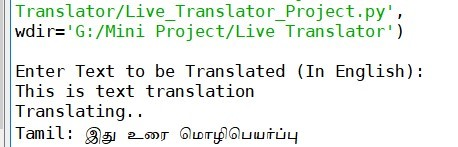 Translator/Live_Translator_Project.py',
wdir='G:/Mini Project/Live Translator')
Enter Text to be Translated (In English):
This is text translation
Translating..
Tamil: இது உரை மொழிபெயர்ப்பு